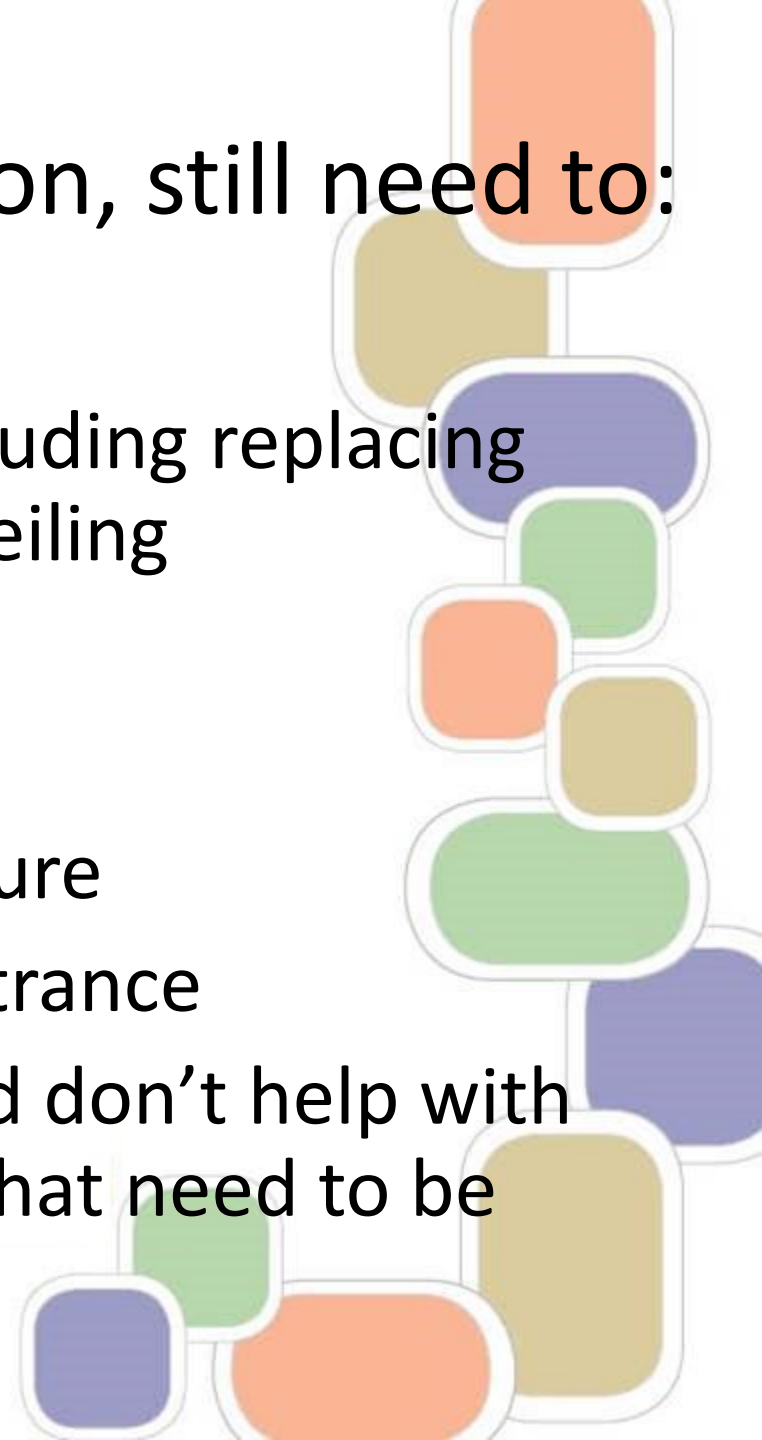 on, still need to:
uding replacing
eiling
ure
trance
d don’t help with
hat need to be